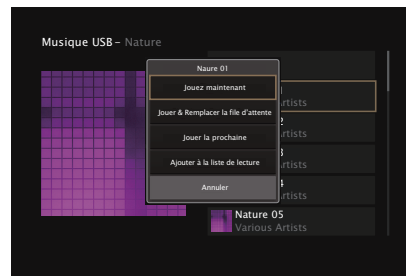 Musique USB – Nature
Naure 01
Jouez maintenant
Jouer & Remplacer la file d'attente
Jouer la prochaine
Ajouter à la liste de lecture
Annuler
Nature 05
Various Artists